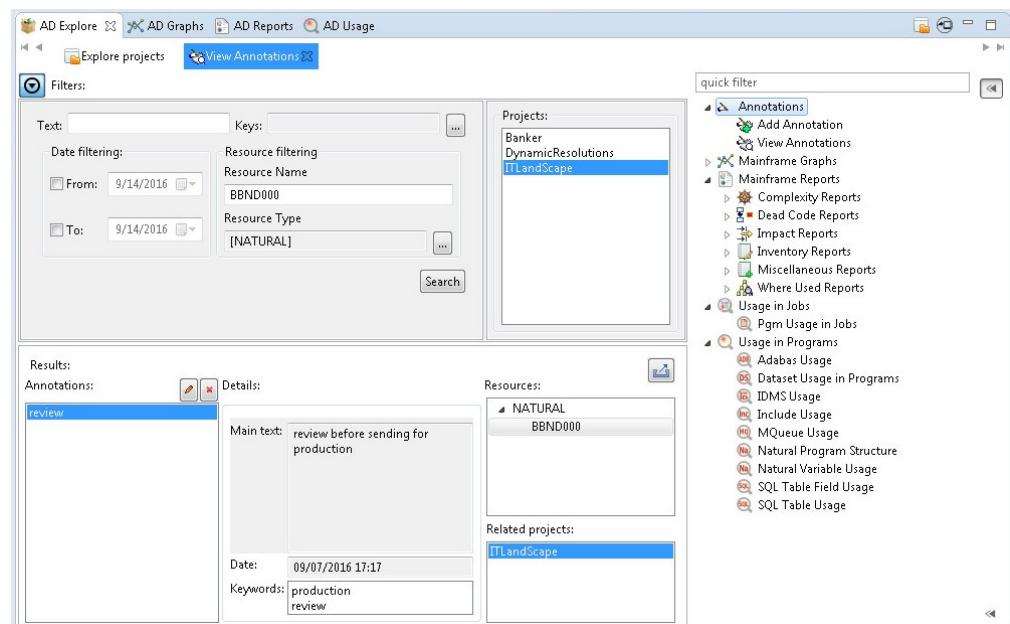 AD Explore AD Graphs AD Reports AD Usage
Explore projects View Annotations
Filters:
quick filter
Text:
Keys:
...
Date filtering:
From: 9/14/2016
To: 9/14/2016
Resource filtering
Resource Name
BBND000
Resource Type
[NATURAL]
...
Search
Projects:
Banker
DynamicResolutions
ITLandScape
Results:
Annotations:
review
Details:
Main text: review before sending for
production
Date: 09/07/2016 17:17
Keywords: production
review
Resources:
NATURAL
BBND000
Related projects:
ITLandScape
Annotations
Add Annotation
View Annotations
Mainframe Graphs
Mainframe Reports
Complexity Reports
Dead Code Reports
Impact Reports
Inventory Reports
Miscellaneous Reports
Where Used Reports
Usage in Jobs
Pgm Usage in Jobs
Usage in Programs
Adabas Usage
Dataset Usage in Programs
IDMS Usage
Include Usage
MQueue Usage
Natural Program Structure
Natural Variable Usage
SQL Table Field Usage
SQL Table Usage